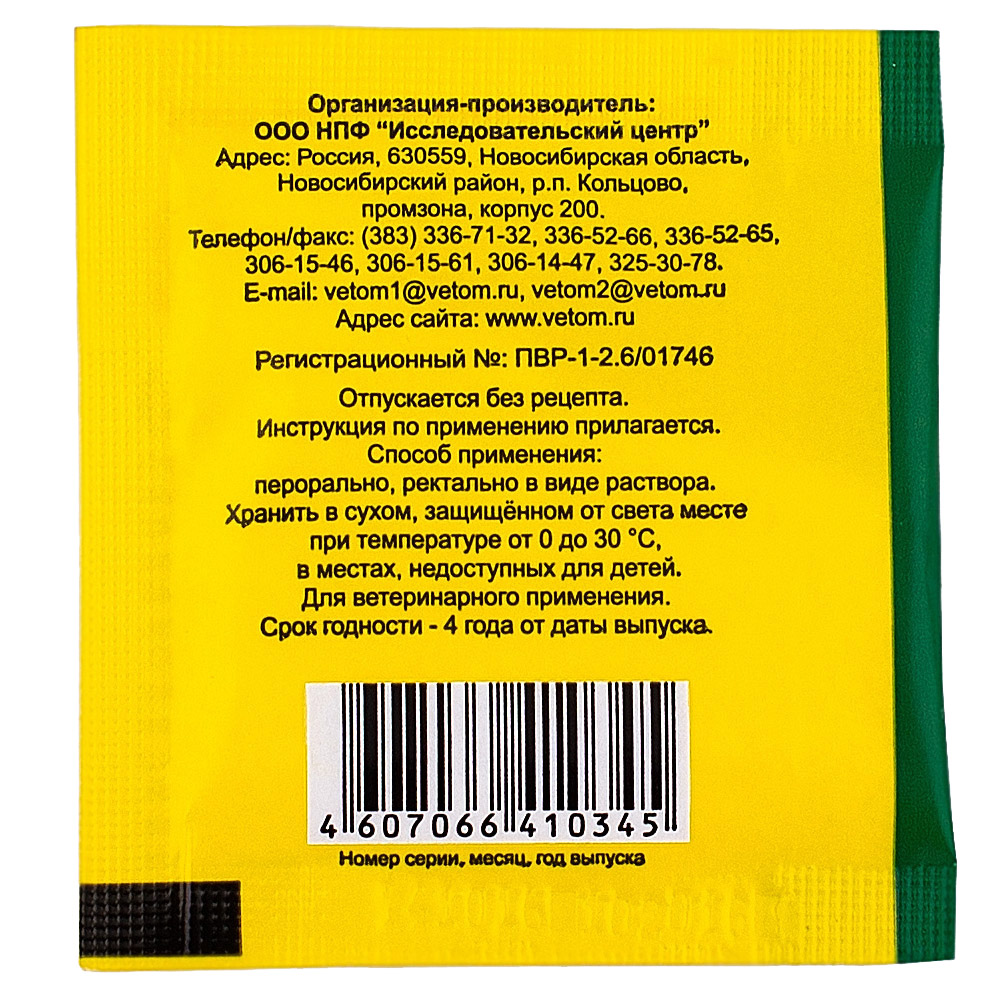 Организация-производитель:
ООО НПФ “Исследовательский центр”
Адрес: Россия, 630559, Новосибирская область,
Новосибирский район, р.п. Кольцово,
промзона, корпус 200.
Телефон/факс: (383) 336-71-32, 336-52-66, 336-52-65,
306-15-46, 306-15-61, 306-14-47, 325-30-78.
E-mail: vetom1@vetom.ru, vetom2@vetom.ru
Адрес сайта: www.vetom.ru
Регистрационный №: ПВР-1-2.6/01746
Отпускается без рецепта.
Инструкция по применению прилагается.
Способ применения:
перорально, ректально в виде раствора.
Хранить в сухом, защищённом от света месте
при температуре от 0 до 30 °С,
в местах, недоступных для детей.
Для ветеринарного применения.
Срок годности - 4 года от даты выпуска.
4 607066 410345
Номер серии, месяц, год выпуска